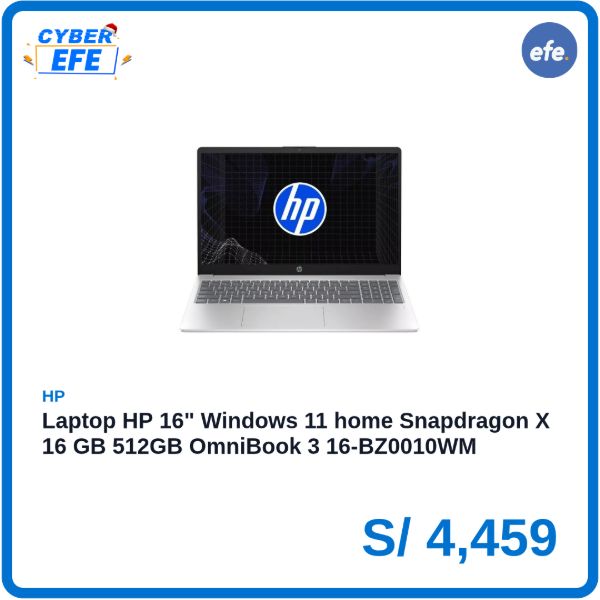 CYBER
EFE
efe.
hp
HP
Laptop HP 16" Windows 11 home Snapdragon X
16 GB 512GB OmniBook 3 16-BZ0010WM
S/ 4,459